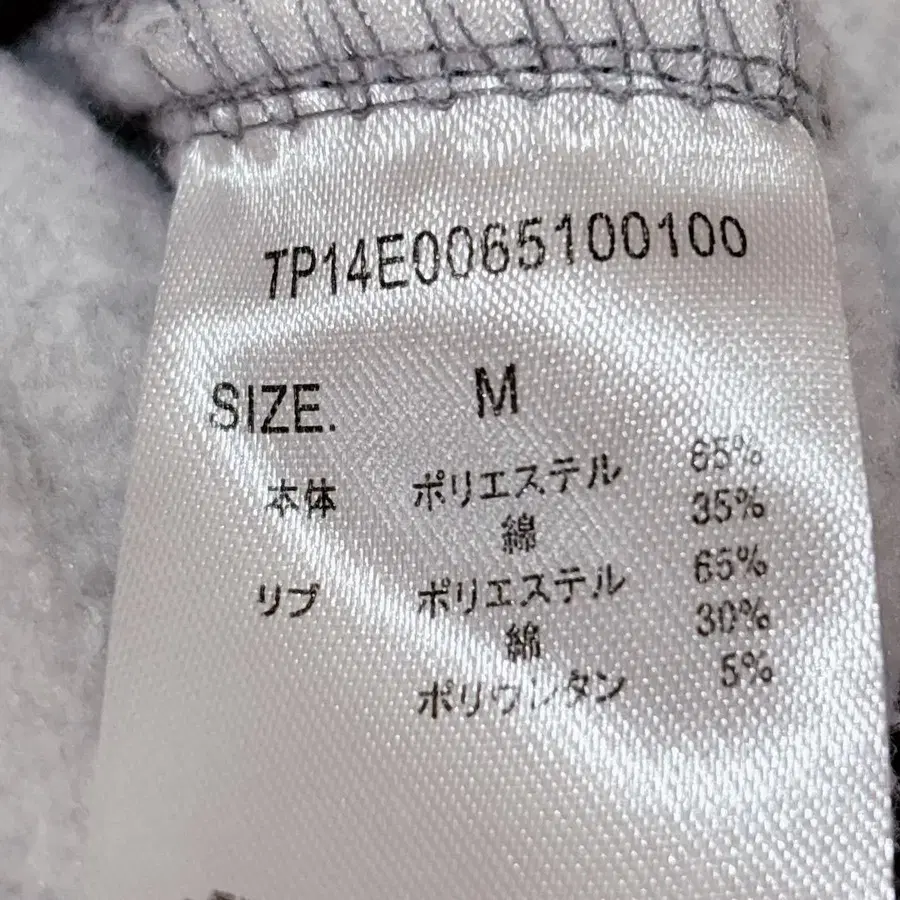 TP14E0065100100
SIZE. M
本体 ポリエステル 65%
綿 35%
リブ ポリエステル 65%
綿 30%
ポリウレタン 5%